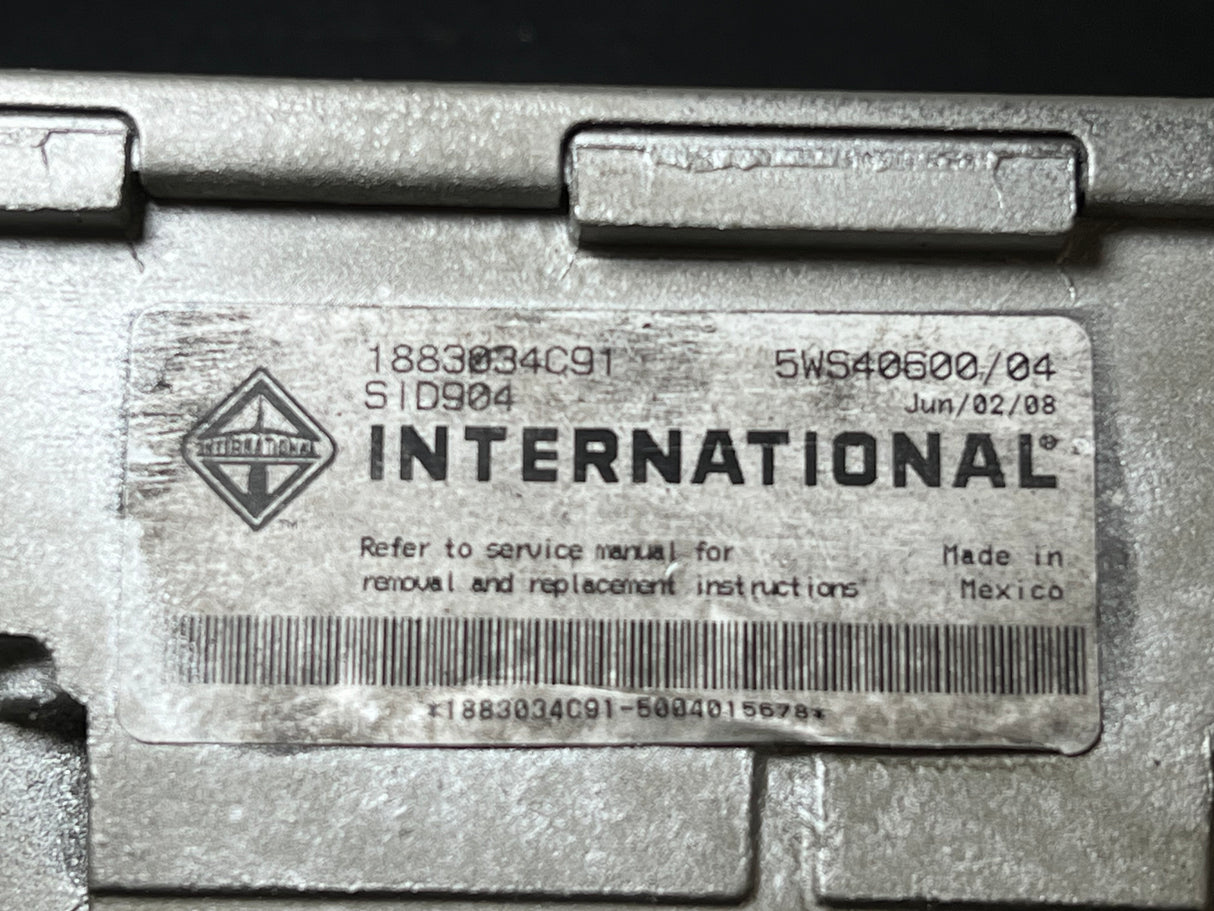 1883034C91 5WS40600/04
SID904 Jun/02/08
INTERNATIONAL
INTERNATIONAL®
TM
Refer to service manual for Made in
removal and replacement instructions Mexico
*1883034C91-5004015678*